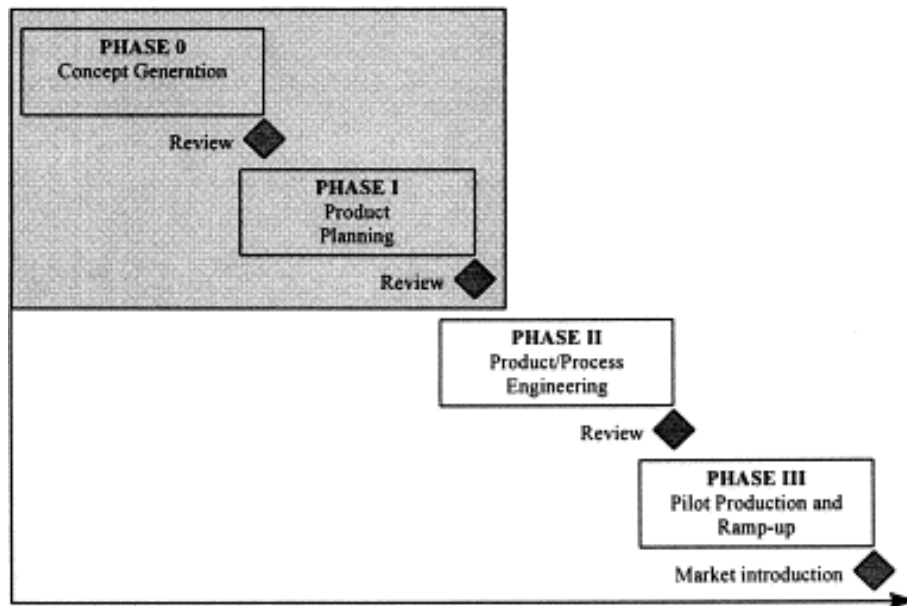 PHASE 0
Concept Generation
Review
PHASE I
Product
Planning
Review
PHASE II
Product/Process
Engineering
Review
PHASE III
Pilot Production and
Ramp-up
Market introduction